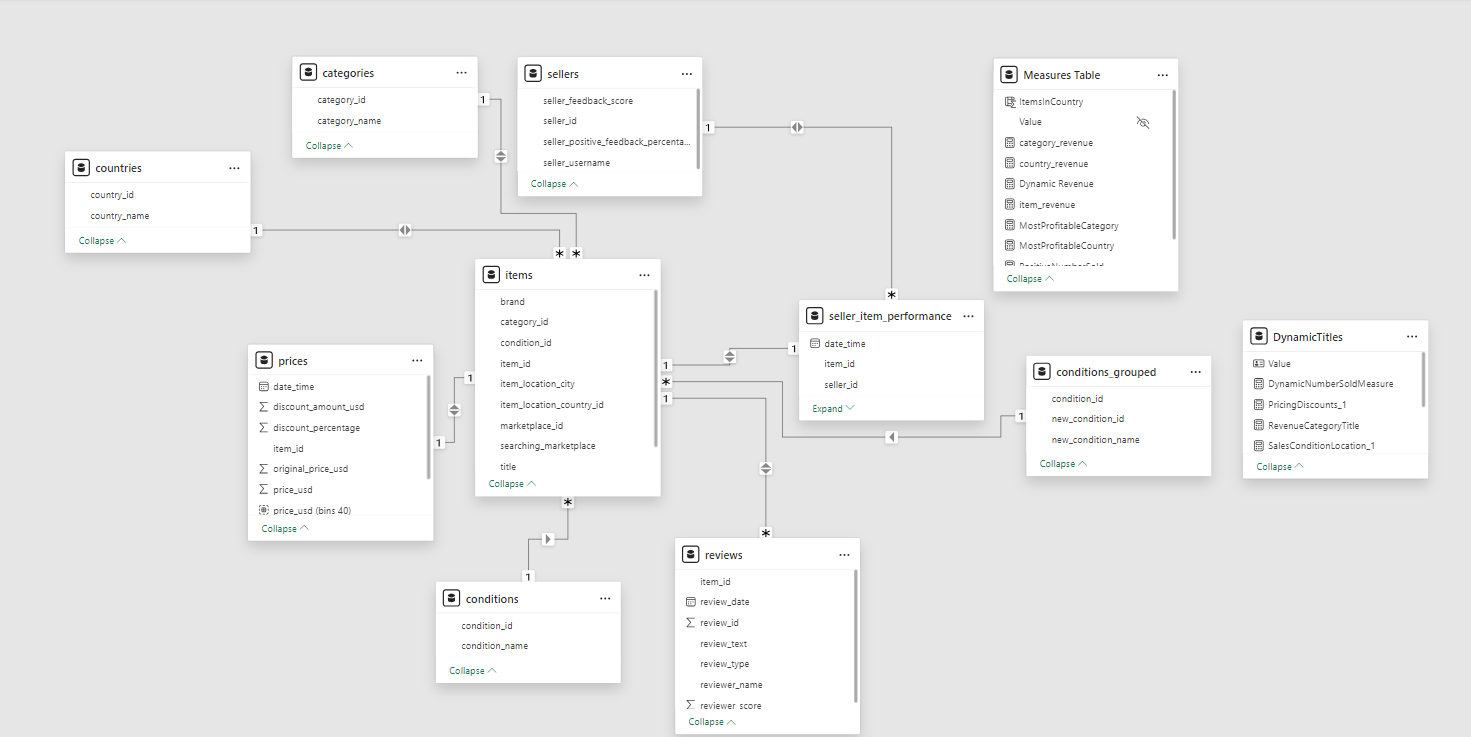 categories
category_id
category_name
Collapse
sellers
seller_feedback_score
seller_id
seller_positive_feedback_percenta...
seller_username
Collapse
Measures Table
ItemsInCountry
Value
category_revenue
country_revenue
Dynamic Revenue
item_revenue
MostProfitableCategory
MostProfitableCountry
Collapse
countries
country_id
country_name
Collapse
1
1
1
1
*
*
*
items
brand
category_id
condition_id
item_id
item_location_city
item_location_country_id
marketplace_id
searching_marketplace
title
Collapse
seller_item_performance
date_time
item_id
seller_id
Expand
DynamicTitles
Value
DynamicNumberSoldMeasure
PricingDiscounts_1
RevenueCategoryTitle
SalesConditionLocation_1
Collapse
prices
date_time
discount_amount_usd
discount_percentage
item_id
original_price_usd
price_usd
price_usd (bins 40)
Collapse
conditions_grouped
condition_id
new_condition_id
new_condition_name
Collapse
1
1
1
*
1
1
1
*
*
1
conditions
condition_id
condition_name
Collapse
reviews
item_id
review_date
review_id
review_text
review_type
reviewer_name
reviewer_score
Collapse